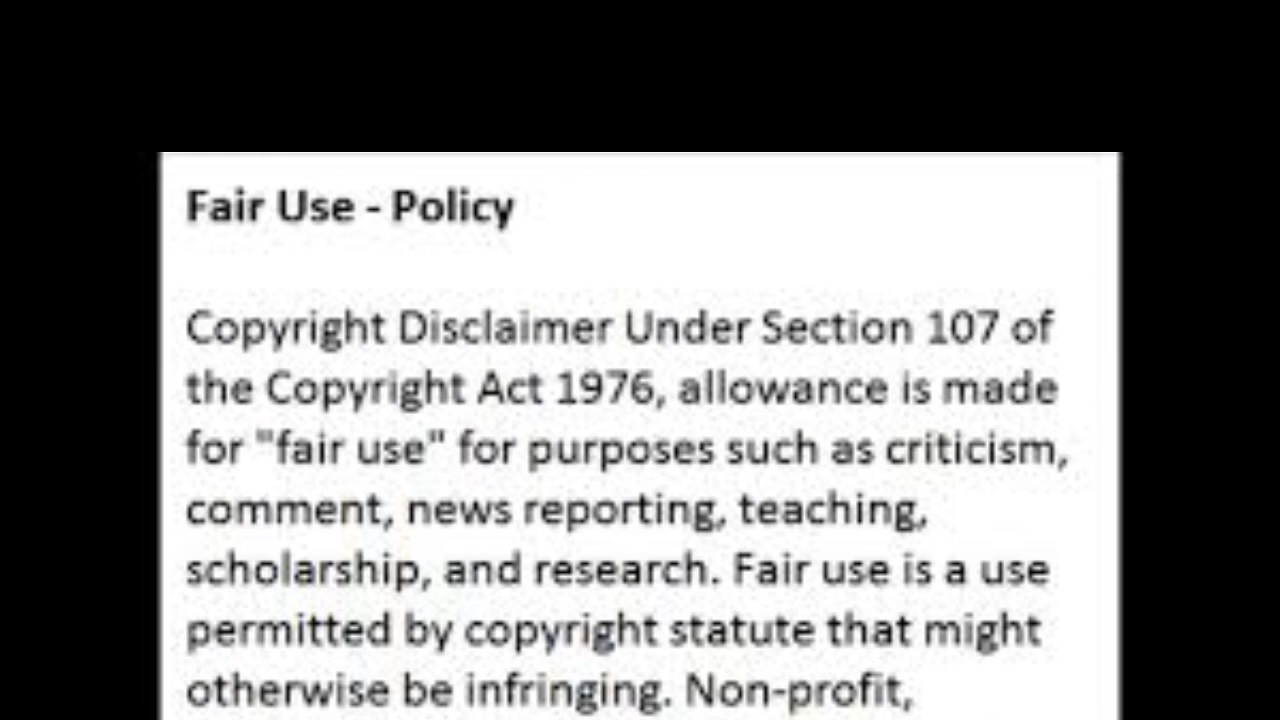 Fair Use - Policy
Copyright Disclaimer Under Section 107 of
the Copyright Act 1976, allowance is made
for "fair use" for purposes such as criticism,
comment, news reporting, teaching,
scholarship, and research. Fair use is a use
permitted by copyright statute that might
otherwise be infringing. Non-profit,